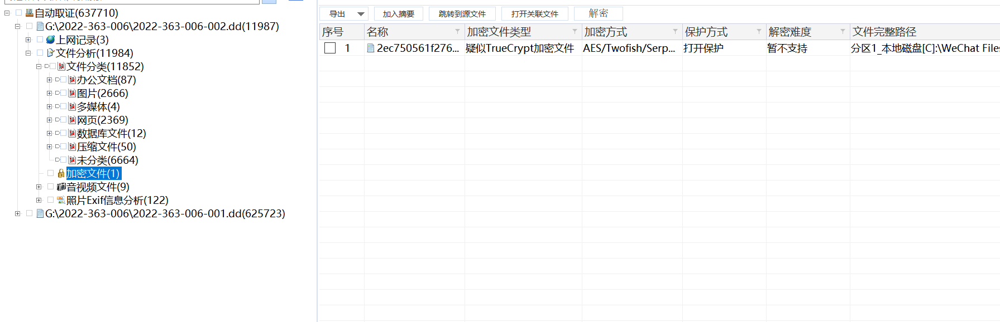 自动取证(637710)
G:\2022-363-006\2022-363-006-002.dd(11987)
上网记录(3)
文件分析(11984)
文件分类(11852)
办公文档(87)
图片(2666)
多媒体(4)
网页(2369)
数据库文件(12)
压缩文件(50)
未分类(6664)
加密文件(1)
音视频文件(9)
照片Exif信息分析(122)
G:\2022-363-006\2022-363-006-001.dd(625723)
导出 加入摘要 跳转到源文件 打开关联文件 解密
序号 名称 加密文件类型 加密方式 保护方式 解密难度 文件完整路径
1 2ec750561f276... 疑似TrueCrypt加密文件 AES/Twofish/Serp... 打开保护 暂不支持 分区1_本地磁盘[C]:\WeChat Files